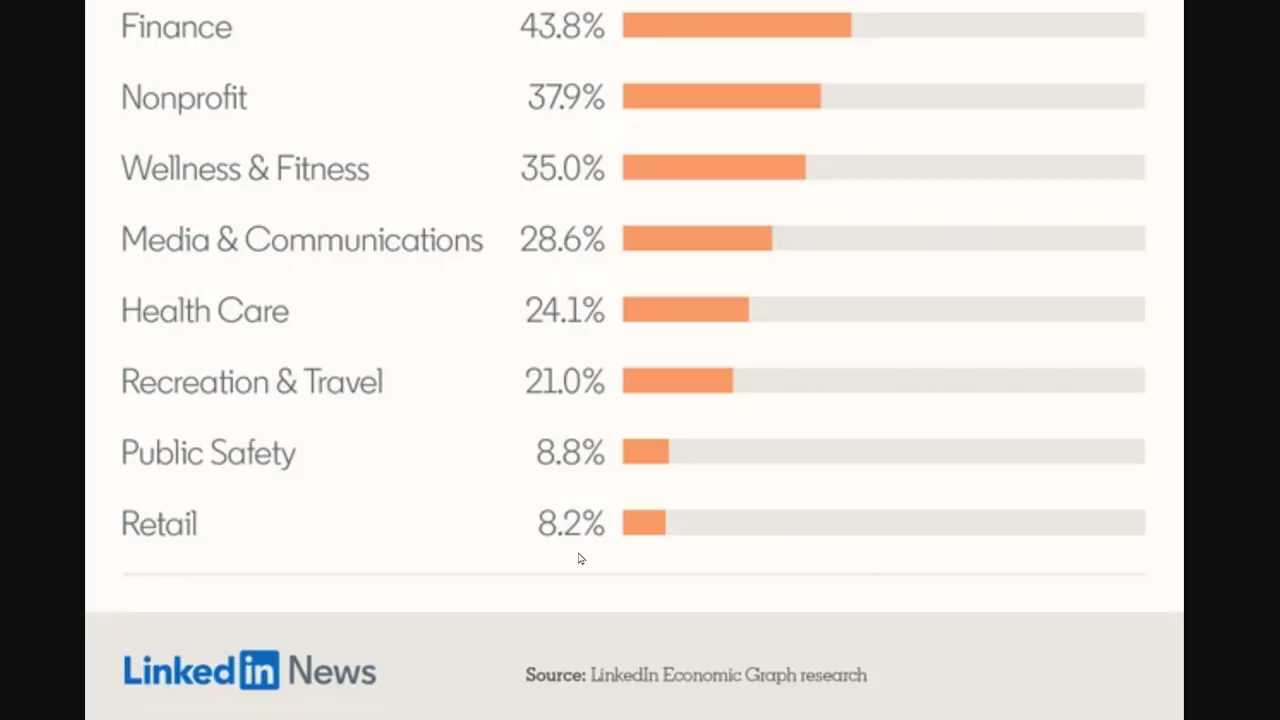 Finance 43.8%
Nonprofit 37.9%
Wellness & Fitness 35.0%
Media & Communications 28.6%
Health Care 24.1%
Recreation & Travel 21.0%
Public Safety 8.8%
Retail 8.2%
Linkedin News
Source: LinkedIn Economic Graph research